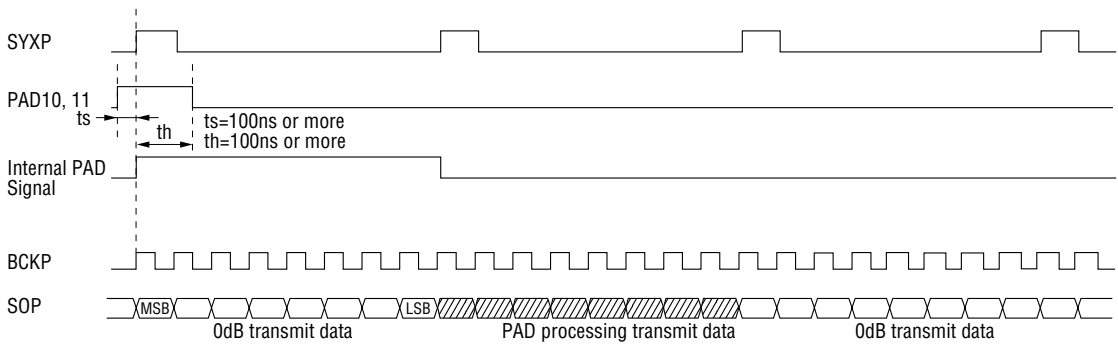 SYXP
PAD10, 11
ts
th
ts=100ns or more
th=100ns or more
Internal PAD
Signal
BCKP
SOP
MSB
LSB
0dB transmit data
PAD processing transmit data
0dB transmit data